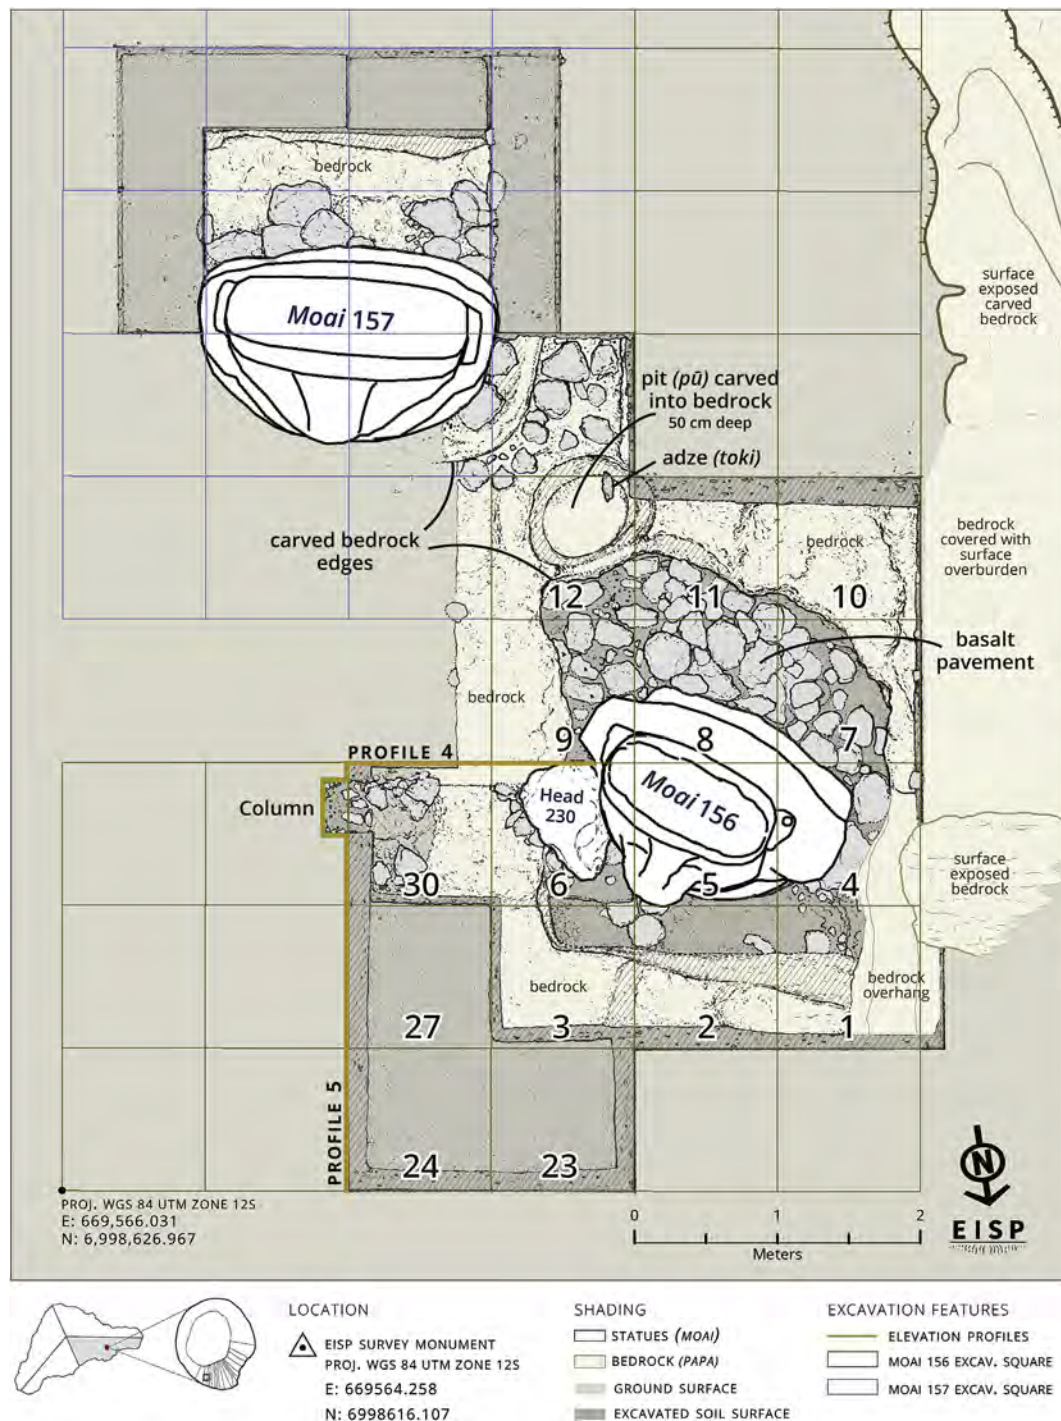 bedrock
Moai 157
surface
exposed
carved
bedrock
pit (pū) carved
into bedrock
50 cm deep
adze (toki)
carved bedrock
edges
bedrock
bedrock
covered with
surface
overburden
12
11
10
basalt
pavement
bedrock
9
8
7
PROFILE 4
Column
Head
230
Moai 156
30
6
5
4
surface
exposed
bedrock
bedrock
bedrock
overhang
27
3
2
1
PROFILE 5
24
23
N
EISP
PROJ. WGS 84 UTM ZONE 12S
E: 669,566.031
N: 6,998,626.967
0 1 2
Meters
LOCATION
EISP SURVEY MONUMENT
PROJ. WGS 84 UTM ZONE 12S
E: 669564.258
N: 6998616.107
SHADING
STATUES (MOAI)
BEDROCK (PAPA)
GROUND SURFACE
EXCAVATED SOIL SURFACE
EXCAVATION FEATURES
ELEVATION PROFILES
MOAI 156 EXCAV. SQUARE
MOAI 157 EXCAV. SQUARE